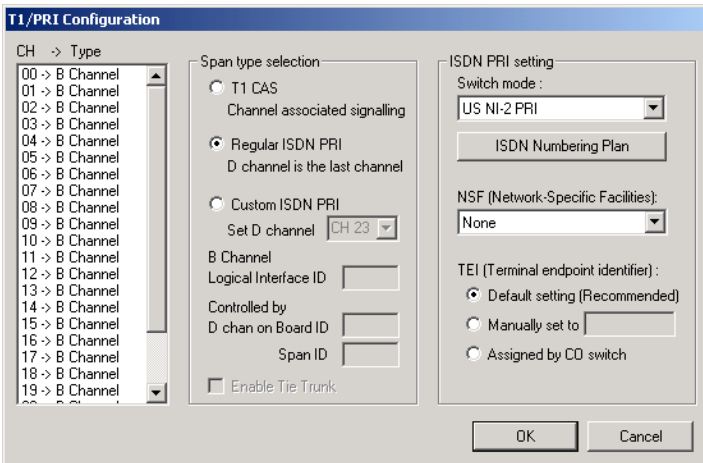 T1/PRI Configuration
CH -> Type
00 -> B Channel
01 -> B Channel
02 -> B Channel
03 -> B Channel
04 -> B Channel
05 -> B Channel
06 -> B Channel
07 -> B Channel
08 -> B Channel
09 -> B Channel
10 -> B Channel
11 -> B Channel
12 -> B Channel
13 -> B Channel
14 -> B Channel
15 -> B Channel
16 -> B Channel
17 -> B Channel
18 -> B Channel
19 -> B Channel
Span type selection
T1 CAS
Channel associated signalling
Regular ISDN PRI
D channel is the last channel
Custom ISDN PRI
Set D channel CH 23
B Channel
Logical Interface ID
Controlled by
D chan on Board ID
Span ID
Enable Tie Trunk
ISDN PRI setting
Switch mode :
US NI-2 PRI
ISDN Numbering Plan
NSF (Network-Specific Facilities):
None
TEI (Terminal endpoint identifier) :
Default setting (Recommended)
Manually set to
Assigned by CO switch
OK Cancel